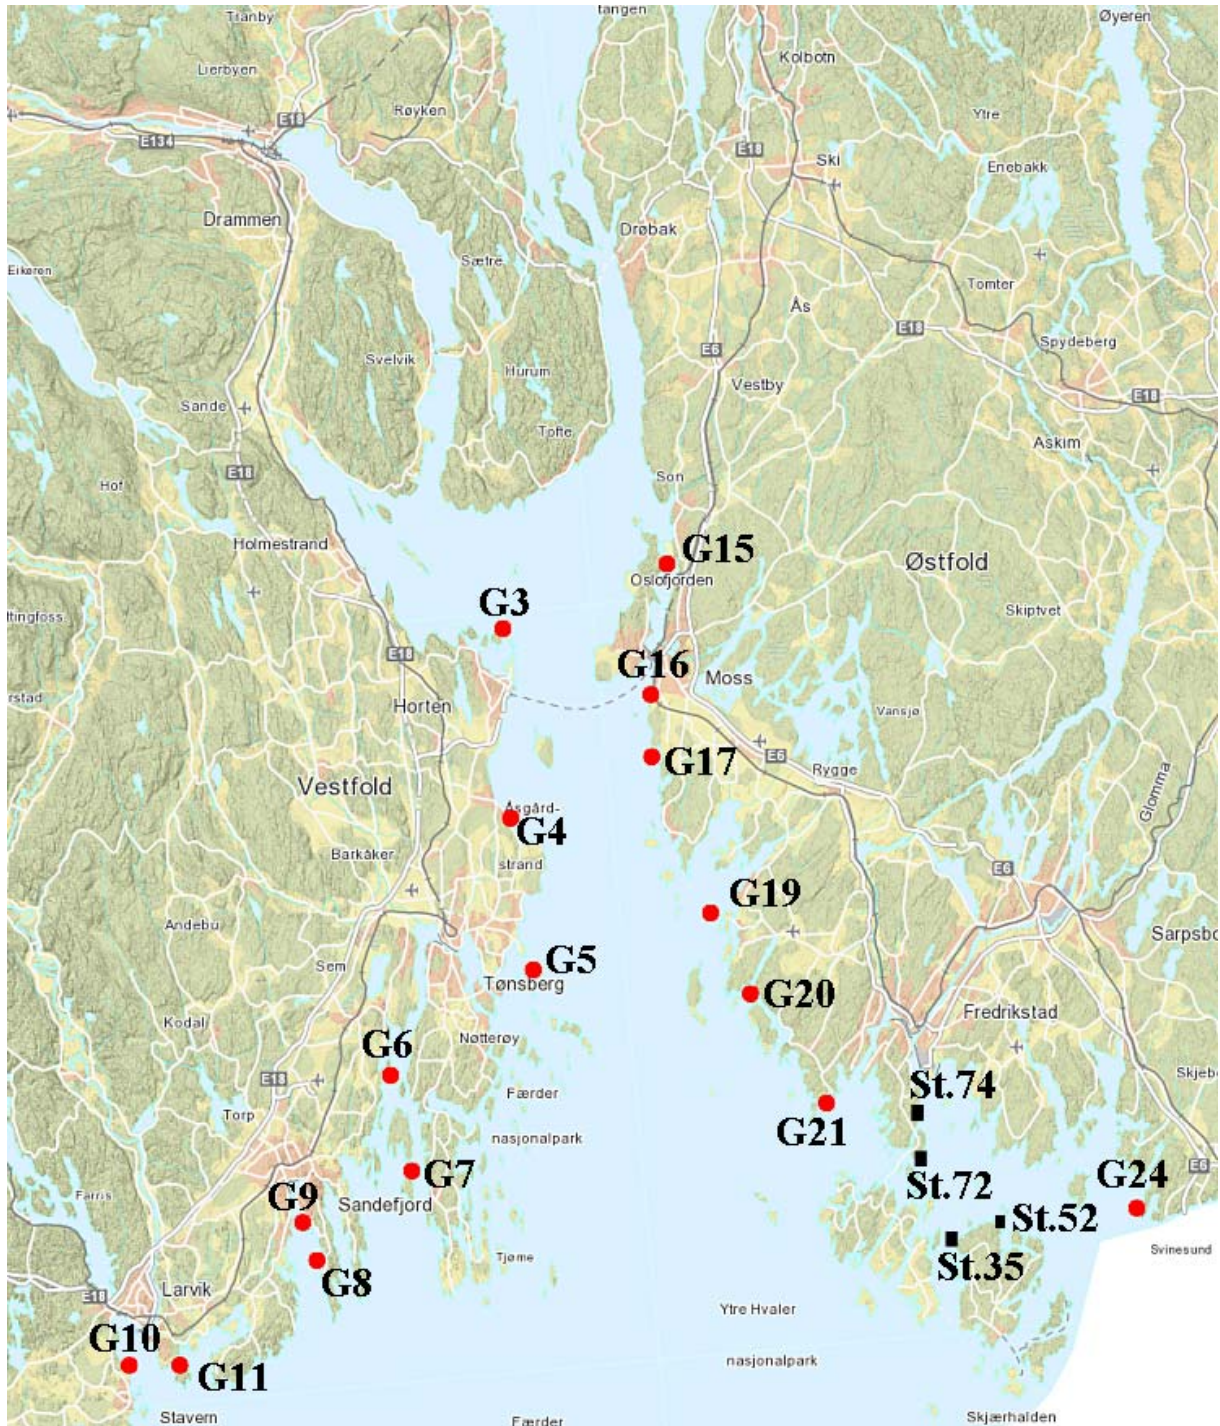 tangen
Øyeren
Tranby
Kolbotn
Lierbyen
Røyken
Ytre
E18
E134
E18
Ski
Enebakk
Drammen
Drøbak
Sætre
Eikeren
Tomter
Ås
E18
Spydeberg
E6
Svelvik
Hurum
Vestby
E18
Sande
Tofte
Askim
E18
Son
Hof
Holmestrand
G15
Østfold
Oslofjorden
G3
Skiptvet
ttingfoss
E18
G16
Moss
rstad
Horten
Vansjø
G17
E6
Rygge
Vestfold
Glomma
Åsgård-
G4
strand
Barkåker
E6
G19
Andebu
Sarpsbo
G5
Sem
Tønsberg
G20
Fredrikstad
Kodal
Nøtterøy
G6
E18
Færder
St.74
Skjebe
Torp
G21
nasjonalpark
E6
G7
St.72
G24
Farris
G9
Sandefjord
St.52
Svinesund
Tjøme
St.35
G8
Larvik
E18
Ytre Hvaler
G10
nasjonalpark
G11
Stavern
Færder
Skjærhalden